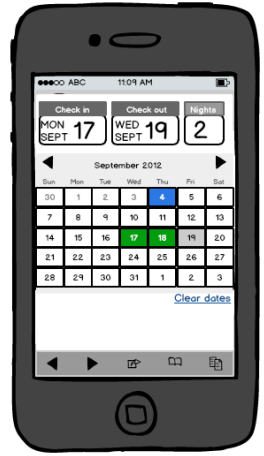 ABC 11:09 AM
Check in Check out Nights
MON SEPT 17 WED SEPT 19 2
September 2012
Sun Mon Tue Wed Thu Fri Sat
30 1 2 3 4 5 6
7 8 9 10 11 12 13
14 15 16 17 18 19 20
21 22 23 24 25 26 27
28 29 30 31 1 2 3
Clear dates